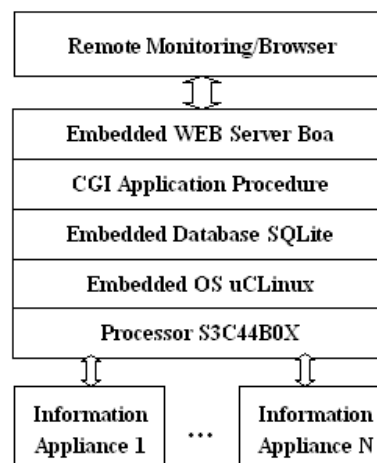 Remote Monitoring/Browser
Embedded WEB Server Boa
CGI Application Procedure
Embedded Database SQLite
Embedded OS uCLinux
Processor S3C44B0X
Information
Appliance 1
...
Information
Appliance N